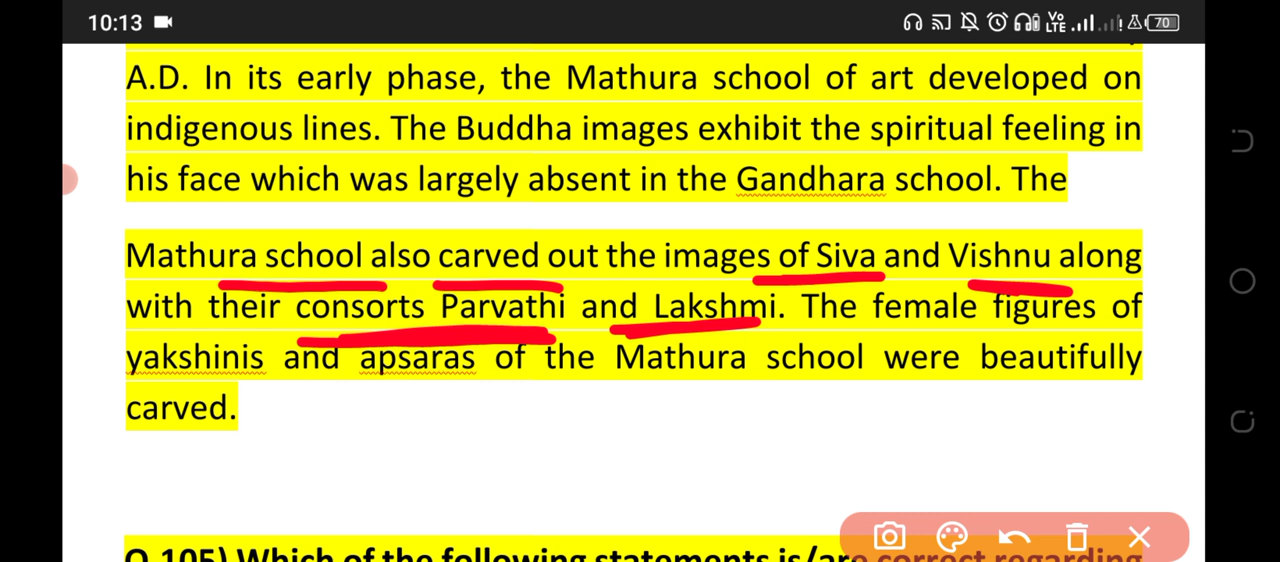 10:13
Vo
LTE
70
A.D. In its early phase, the Mathura school of art developed on
indigenous lines. The Buddha images exhibit the spiritual feeling in
his face which was largely absent in the Gandhara school. The
Mathura school also carved out the images of Siva and Vishnu along
with their consorts Parvathi and Lakshmi. The female figures of
yakshinis and apsaras of the Mathura school were beautifully
carved.
Q.105) Which of the following statements is/are correct regarding